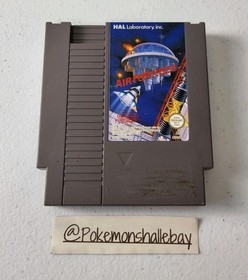 HAL Laboratory, inc.
AIR FORTRESS
@Pokemonshallebay